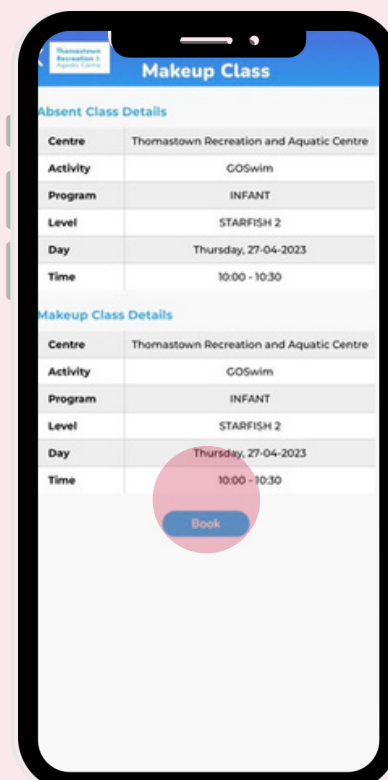 Thomastown
Recreation &
Aquatic Centre
Makeup Class
Absent Class Details
Centre Thomastown Recreation and Aquatic Centre
Activity GOSwim
Program INFANT
Level STARFISH 2
Day Thursday, 27-04-2023
Time 10:00 - 10:30
Makeup Class Details
Centre Thomastown Recreation and Aquatic Centre
Activity GOSwim
Program INFANT
Level STARFISH 2
Day Thursday, 27-04-2023
Time 10:00 - 10:30
Book